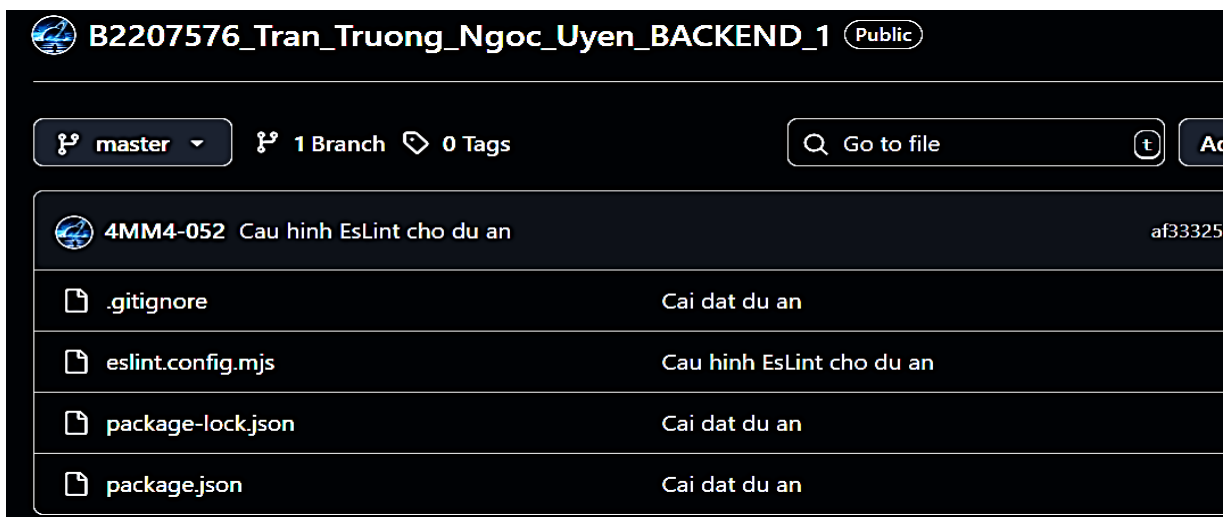 B2207576_Tran_Truong_Ngoc_Uyen_BACKEND_1 Public
master 1 Branch 0 Tags Go to file t
4MM4-052 Cau hinh EsLint cho du an af33325
.gitignore Cai dat du an
eslint.config.mjs Cau hinh EsLint cho du an
package-lock.json Cai dat du an
package.json Cai dat du an